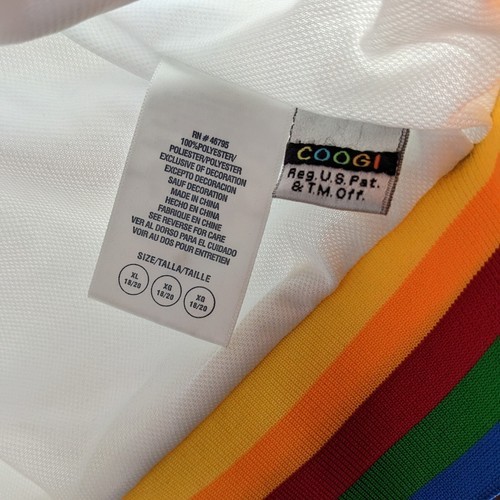 RN # 46795
100%POLYESTER/
POLIESTER/POLYESTER
EXCLUSIVE OF DECORATION
EXCEPTO DECORACION
SAUF DECORATION
MADE IN CHINA
HECHO EN CHINA
FABRIQUE EN CHINE
SEE REVERSE FOR CARE
VER AL DORSO PARA EL CUIDADO
VOIR AU DOS POUR ENTRETIEN
SIZE/TALLA/TAILLE
XL XG XG
18/20 18/20 18/20
COOGI
Reg. U.S. Pat.
& T.M. Off.